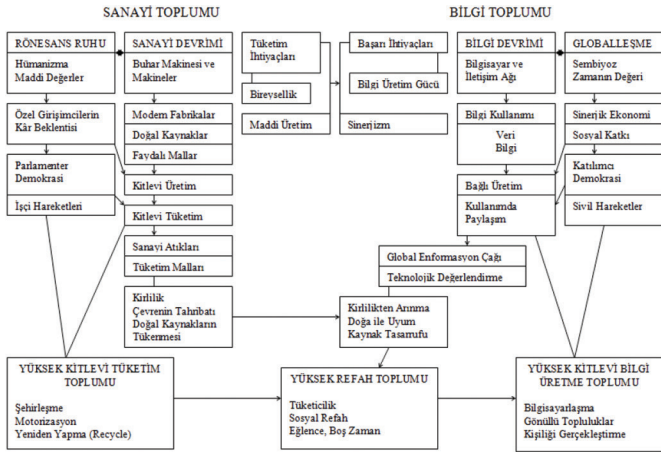 SANAYİ TOPLUMU
BİLGİ TOPLUMU
RÖNESANS RUHU
Hümanizma
Maddi Değerler
Özel Girişimcilerin
Kâr Beklentisi
Parlamenter
Demokrasi
İşçi Hareketleri
SANAYİ DEVRİMİ
Buhar Makinesi ve
Makineler
Modern Fabrikalar
Doğal Kaynaklar
Faydalı Mallar
Kitlevi Üretim
Kitlevi Tüketim
Sanayi Atıkları
Tüketim Malları
Kirlilik
Çevrenin Tahribatı
Doğal Kaynakların
Tükenmesi
Tüketim
İhtiyaçları
Bireysellik
Maddi Üretim
Başarı İhtiyaçları
Bilgi Üretim Gücü
Sinerjizm
BİLGİ DEVRİMİ
Bilgisayar ve
İletişim Ağı
Bilgi Kullanımı
Veri
Bilgi
Bağlı Üretim
Kullanımda
Paylaşım
Global Enformasyon Çağı
Teknolojik Değerlendirme
Kirlilikten Arınma
Doğa ile Uyum
Kaynak Tasarrufu
GLOBALLEŞME
Sembiyoz
Zamanın Değeri
Sinerjik Ekonomi
Sosyal Katkı
Katılımcı
Demokrasi
Sivil Hareketler
YÜKSEK KİTLEVİ TÜKETİM
TOPLUMU
Şehirleşme
Motorizasyon
Yeniden Yapma (Recycle)
YÜKSEK REFAH TOPLUMU
Tüketicilik
Sosyal Refah
Eğlence, Boş Zaman
YÜKSEK KİTLEVİ BİLGİ
ÜRETME TOPLUMU
Bilgisayarlaşma
Gönüllü Topluluklar
Kişiliği Gerçekleştirme